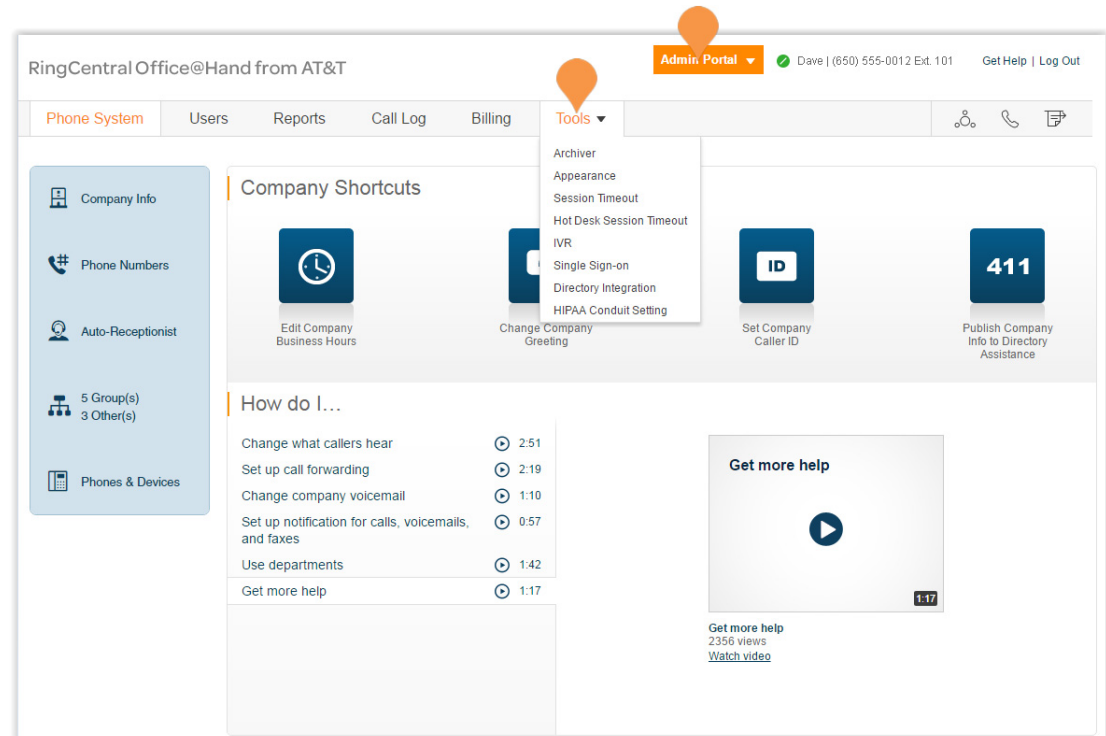 RingCentral Office@Hand from AT&T
Admin Portal
Dave | (650) 555-0012 Ext. 101
Get Help | Log Out
Phone System
Users
Reports
Call Log
Billing
Tools
Archiver
Appearance
Session Timeout
Hot Desk Session Timeout
IVR
Single Sign-on
Directory Integration
HIPAA Conduit Setting
Company Info
Phone Numbers
Auto-Receptionist
5 Group(s)
3 Other(s)
Phones & Devices
Company Shortcuts
Edit Company
Business Hours
Change Company
Greeting
ID
Set Company
Caller ID
411
Publish Company
Info to Directory
Assistance
How do I...
Change what callers hear 2:51
Set up call forwarding 2:19
Change company voicemail 1:10
Set up notification for calls, voicemails, 0:57
and faxes
Use departments 1:42
Get more help 1:17
Get more help
1:17
Get more help
2356 views
Watch video